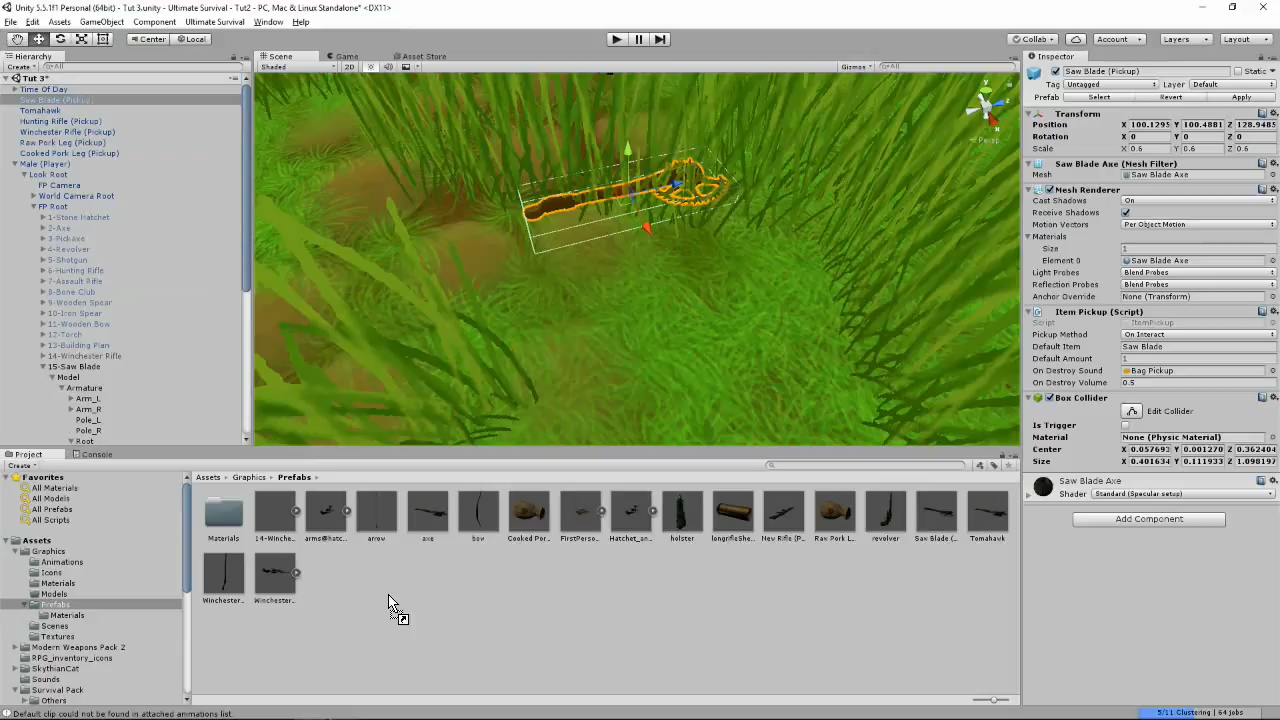 Unity 5.5.1f1 Personal (64bit) - Tut 3.unity - Ultimate Survival - Tut2 - PC, Mac & Linux Standalone* <DX11>
File Edit Assets GameObject Component Ultimate Survival Window Help
Center Local Collab Account Layers Layout
Hierarchy
Create All
Tut 3*
Time Of Day
Saw Blade (Pickup)
Tomahawk
Hunting Rifle (Pickup)
Winchester Rifle (Pickup)
Raw Pork Leg (Pickup)
Cooked Pork Leg (Pickup)
Male (Player)
Look Root
FP Camera
World Camera Root
FP Root
1-Stone Hatchet
2-Axe
3-Pickaxe
4-Revolver
5-Shotgun
6-Hunting Rifle
7-Assault Rifle
8-Bone Club
9-Wooden Spear
10-Iron Spear
11-Wooden Bow
12-Torch
13-Building Plan
14-Winchester Rifle
15-Saw Blade
Model
Armature
Arm_L
Arm_R
Pole_L
Pole_R
Root
Scene Game Asset Store
Shaded 2D Gizmos All
y
x
Persp
Inspector
Saw Blade (Pickup) Static
Tag Untagged Layer Default
Prefab Select Revert Apply
Transform
Position X 100.1295 Y 100.4881 Z 128.9485
Rotation X 0 Y 0 Z 0
Scale X 0.6 Y 0.6 Z 0.6
Saw Blade Axe (Mesh Filter)
Mesh Saw Blade Axe
Mesh Renderer
Cast Shadows On
Receive Shadows
Motion Vectors Per Object Motion
Materials
Size 1
Element 0 Saw Blade Axe
Light Probes Blend Probes
Reflection Probes Blend Probes
Anchor Override None (Transform)
Item Pickup (Script)
Script ItemPickup
Pickup Method On Interact
Default Item Saw Blade
Default Amount 1
On Destroy Sound Bag Pickup
On Destroy Volume 0.5
Box Collider
Edit Collider
Is Trigger
Material None (Physic Material)
Center X 0.05769 Y 0.001270 Z 0.362404
Size X 0.401634 Y 0.111933 Z 1.098197
Saw Blade Axe
Shader Standard (Specular setup)
Add Component
Project Console
Create
Favorites
All Materials
All Models
All Prefabs
All Scripts
Assets
Graphics
Animations
Icons
Materials
Models
Prefabs
Materials
Scenes
Textures
Modern Weapons Pack 2
RPG_inventory_icons
SkythianCat
Sounds
Survival Pack
Others
Assets Graphics Prefabs
Materials 14-Winche... arms@hatc... arrow axe bow Cooked Por... FirstPerso... Hatchet_an... holster longrifleShe... New Rifle (P... Raw Pork L... revolver Saw Blade (... Tomahawk
Winchester... Winchester...
Default clip could not be found in attached animations list.
5/11 Clustering | 64 jobs